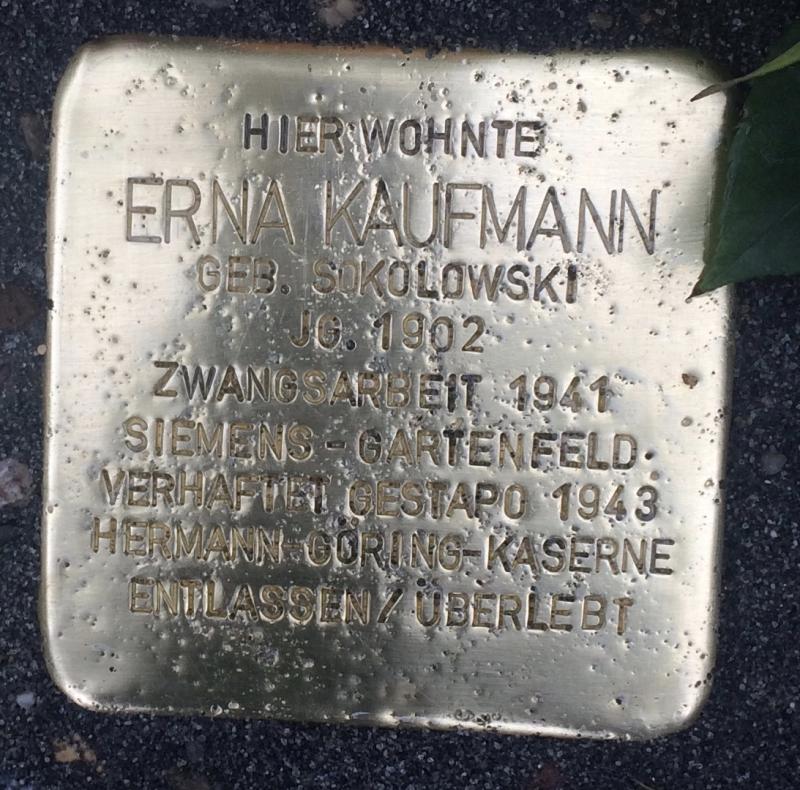 HIER WOHNTE
ERNA KAUFMANN
GEB. SOKOLOWSKI
JG. 1902
ZWANGSARBEIT 1941
SIEMENS - GARTENFELD
VERHAFTET GESTAPO 1943
HERMANN-GÖRING-KASERNE
ENTLASSEN / ÜBERLEBT